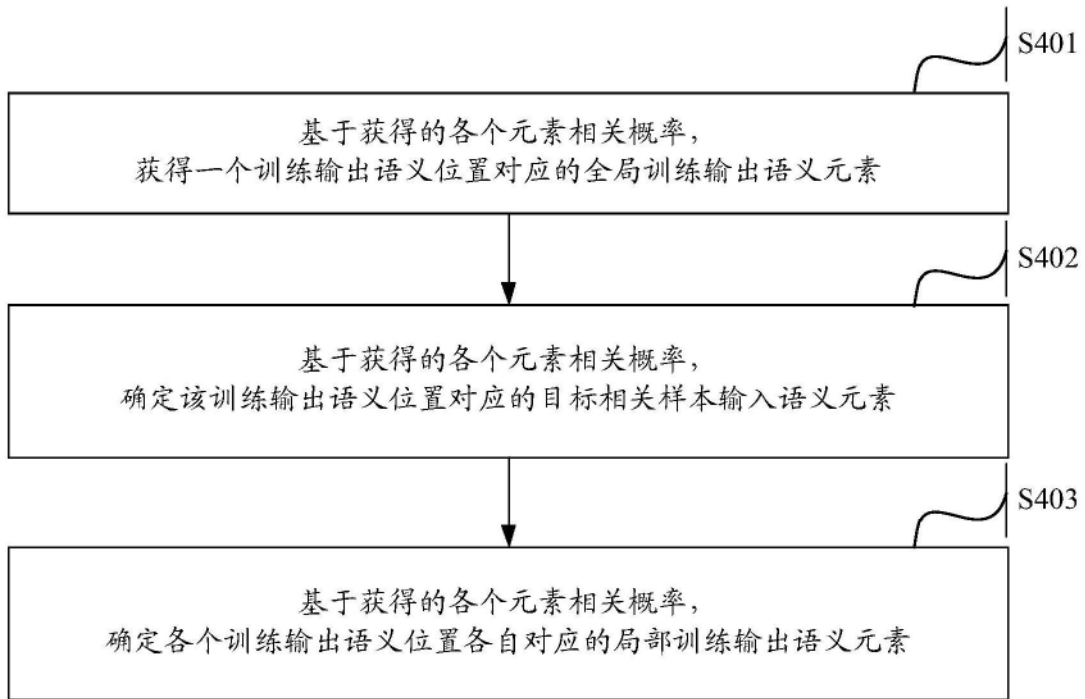 S401
基于获得的各个元素相关概率，
获得一个训练输出语义位置对应的全局训练输出语义元素
S402
基于获得的各个元素相关概率，
确定该训练输出语义位置对应的目标相关样本输入语义元素
S403
基于获得的各个元素相关概率，
确定各个训练输出语义位置各自对应的局部训练输出语义元素